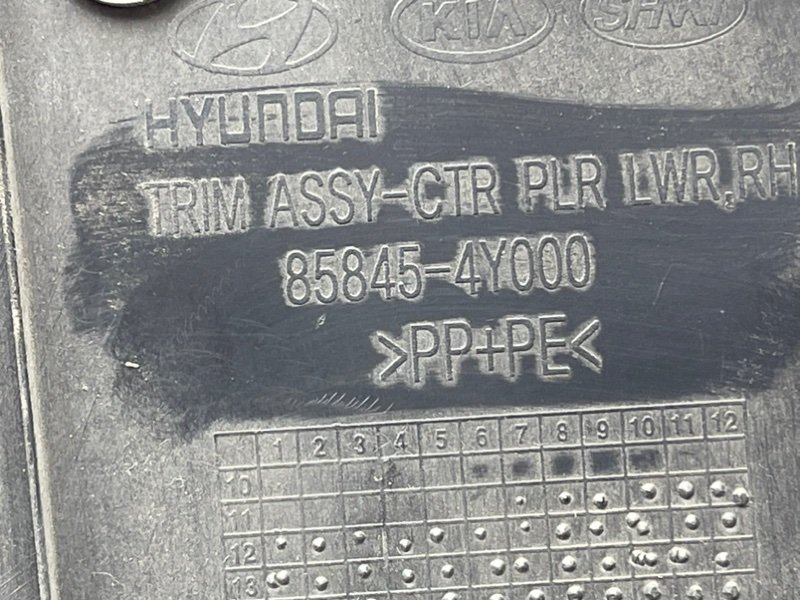 KIA
HYUNDAI
TRIM ASSY-CTR PLR LWR,RH
85845-4Y000
>PP+PE<
1 2 3 4 5 6 7 8 9 10 11 12
10
11
12
13